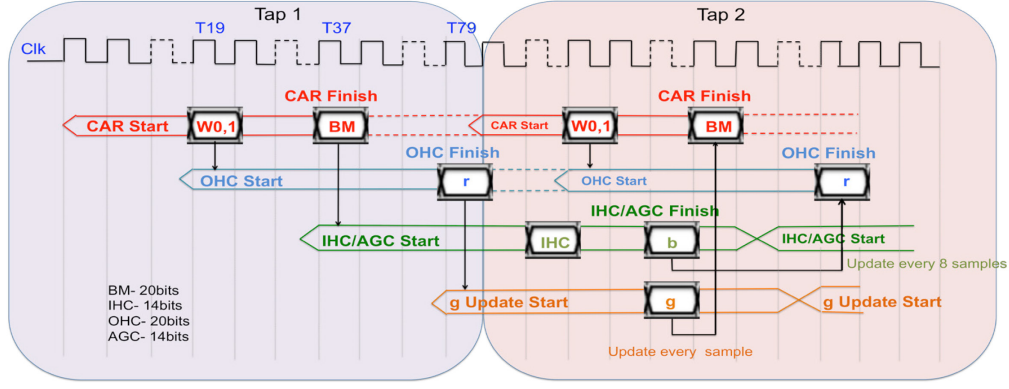 Tap 1
Tap 2
T19
T37
T79
Clk
CAR Finish
CAR Finish
CAR Start
W0,1
BM
CAR Start
W0,1
BM
OHC Finish
OHC Finish
OHC Start
r
OHC Start
r
IHC/AGC Finish
IHC/AGC Start
IHC
b
IHC/AGC Start
Update every 8 samples
BM- 20bits
IHC- 14bits
OHC- 20bits
AGC- 14bits
g Update Start
g
g Update Start
Update every sample